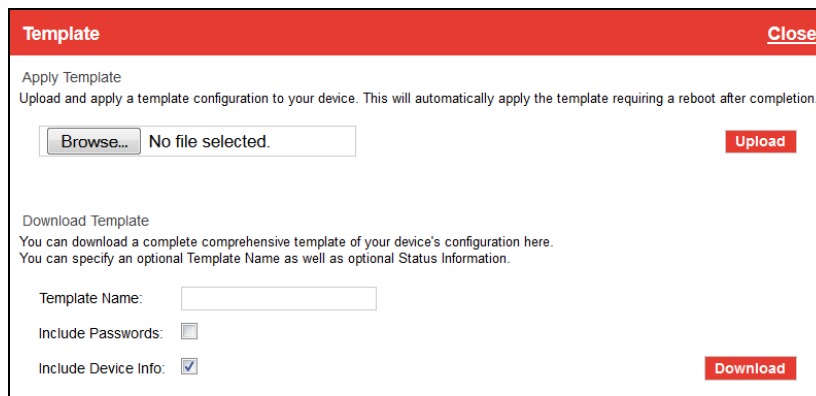 Template
Close
Apply Template
Upload and apply a template configuration to your device. This will automatically apply the template requiring a reboot after completion
Browse... No file selected.
Upload
Download Template
You can download a complete comprehensive template of your device's configuration here.
You can specify an optional Template Name as well as optional Status Information.
Template Name:
Include Passwords:
Include Device Info:
Download